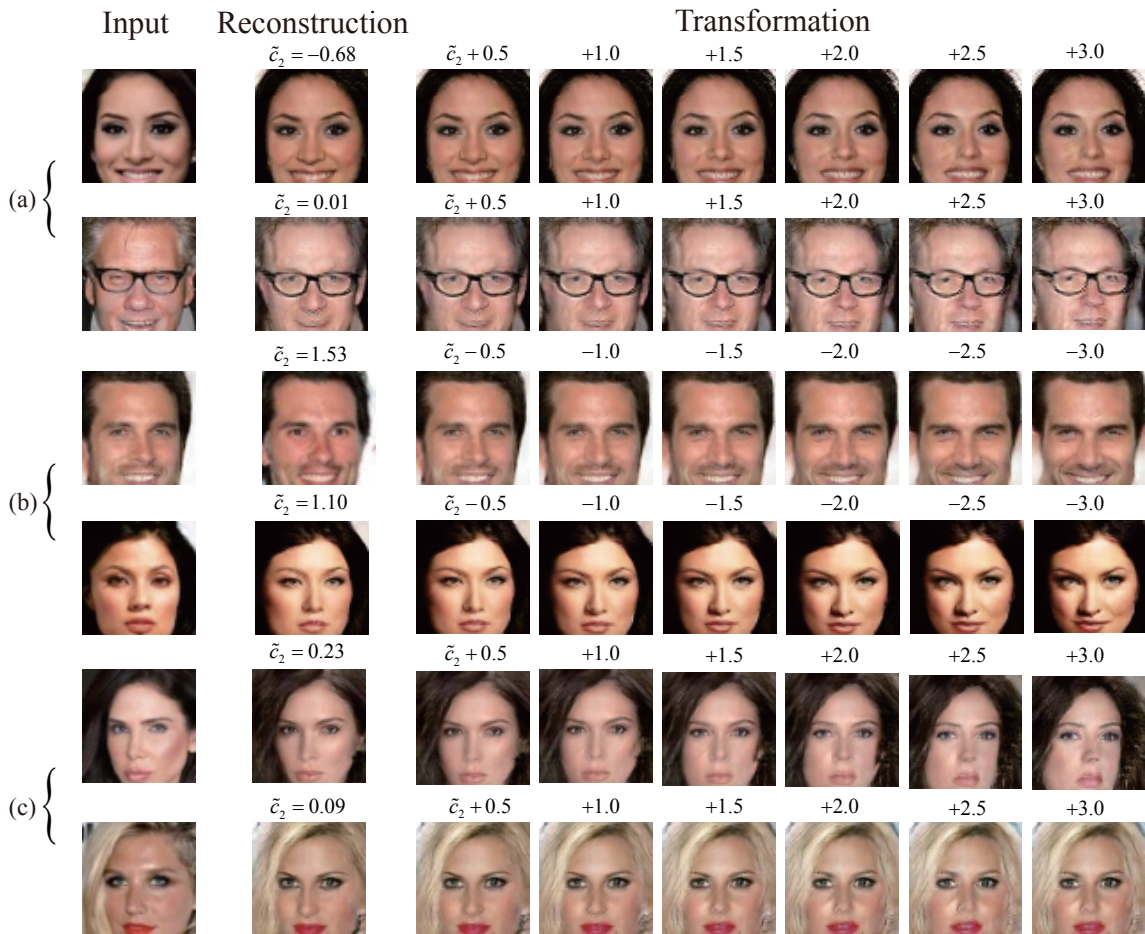 Input Reconstruction Transformation
c̃₂ = −0.68 c̃₂ + 0.5 +1.0 +1.5 +2.0 +2.5 +3.0
(a)
c̃₂ = 0.01 c̃₂ + 0.5 +1.0 +1.5 +2.0 +2.5 +3.0
c̃₂ = 1.53 c̃₂ − 0.5 −1.0 −1.5 −2.0 −2.5 −3.0
(b)
c̃₂ = 1.10 c̃₂ − 0.5 −1.0 −1.5 −2.0 −2.5 −3.0
c̃₂ = 0.23 c̃₂ + 0.5 +1.0 +1.5 +2.0 +2.5 +3.0
(c)
c̃₂ = 0.09 c̃₂ + 0.5 +1.0 +1.5 +2.0 +2.5 +3.0